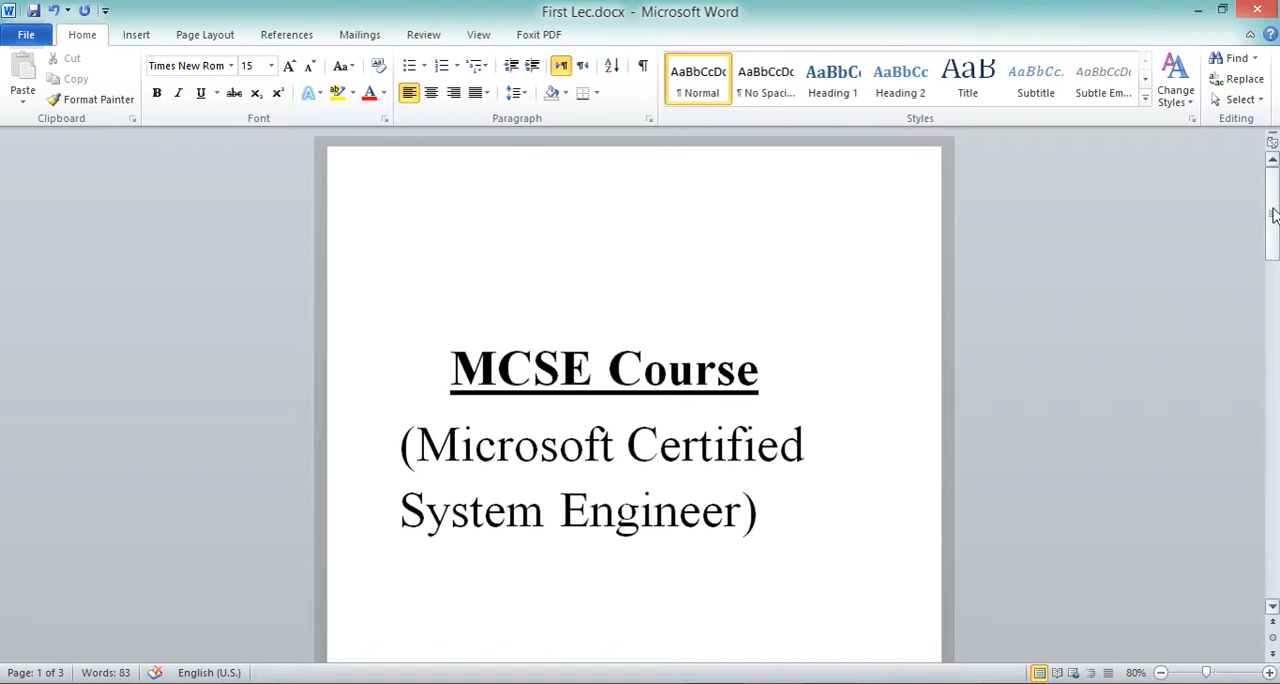 First Lec.docx - Microsoft Word
File Home Insert Page Layout References Mailings Review View Foxit PDF
Paste
Cut
Copy
Format Painter
Clipboard
Times New Rom 15
Font
Paragraph
AaBbCcDc AaBbCcDc AaBbC AaBbCc AaB AaBbCc. AaBbCcDc
¶ Normal ¶ No Spaci... Heading 1 Heading 2 Title Subtitle Subtle Em...
Change
Styles
Styles
Find
Replace
Select
Editing
MCSE Course
(Microsoft Certified
System Engineer)
Page: 1 of 3 Words: 83 English (U.S.) 80%